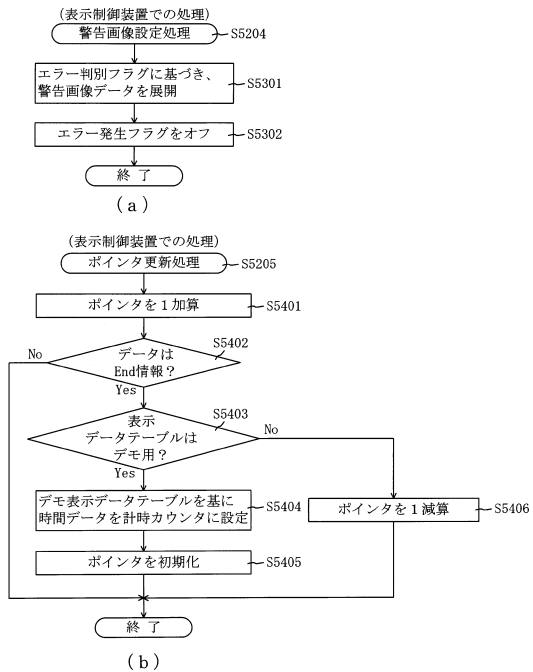 (表示制御装置での処理)
警告画像設定処理
S5204
エラー判別フラグに基づき、
警告画像データを展開
S5301
エラー発生フラグをオフ
S5302
終 了
(a)
(表示制御装置での処理)
ポインタ更新処理
S5205
ポインタを1加算
S5401
S5402
No
データは
End情報?
Yes
S5403
表示
データテーブルは
デモ用?
No
Yes
デモ表示データテーブルを基に
時間データを計時カウンタに設定
S5404
ポインタを1減算
S5406
ポインタを初期化
S5405
終 了
(b)